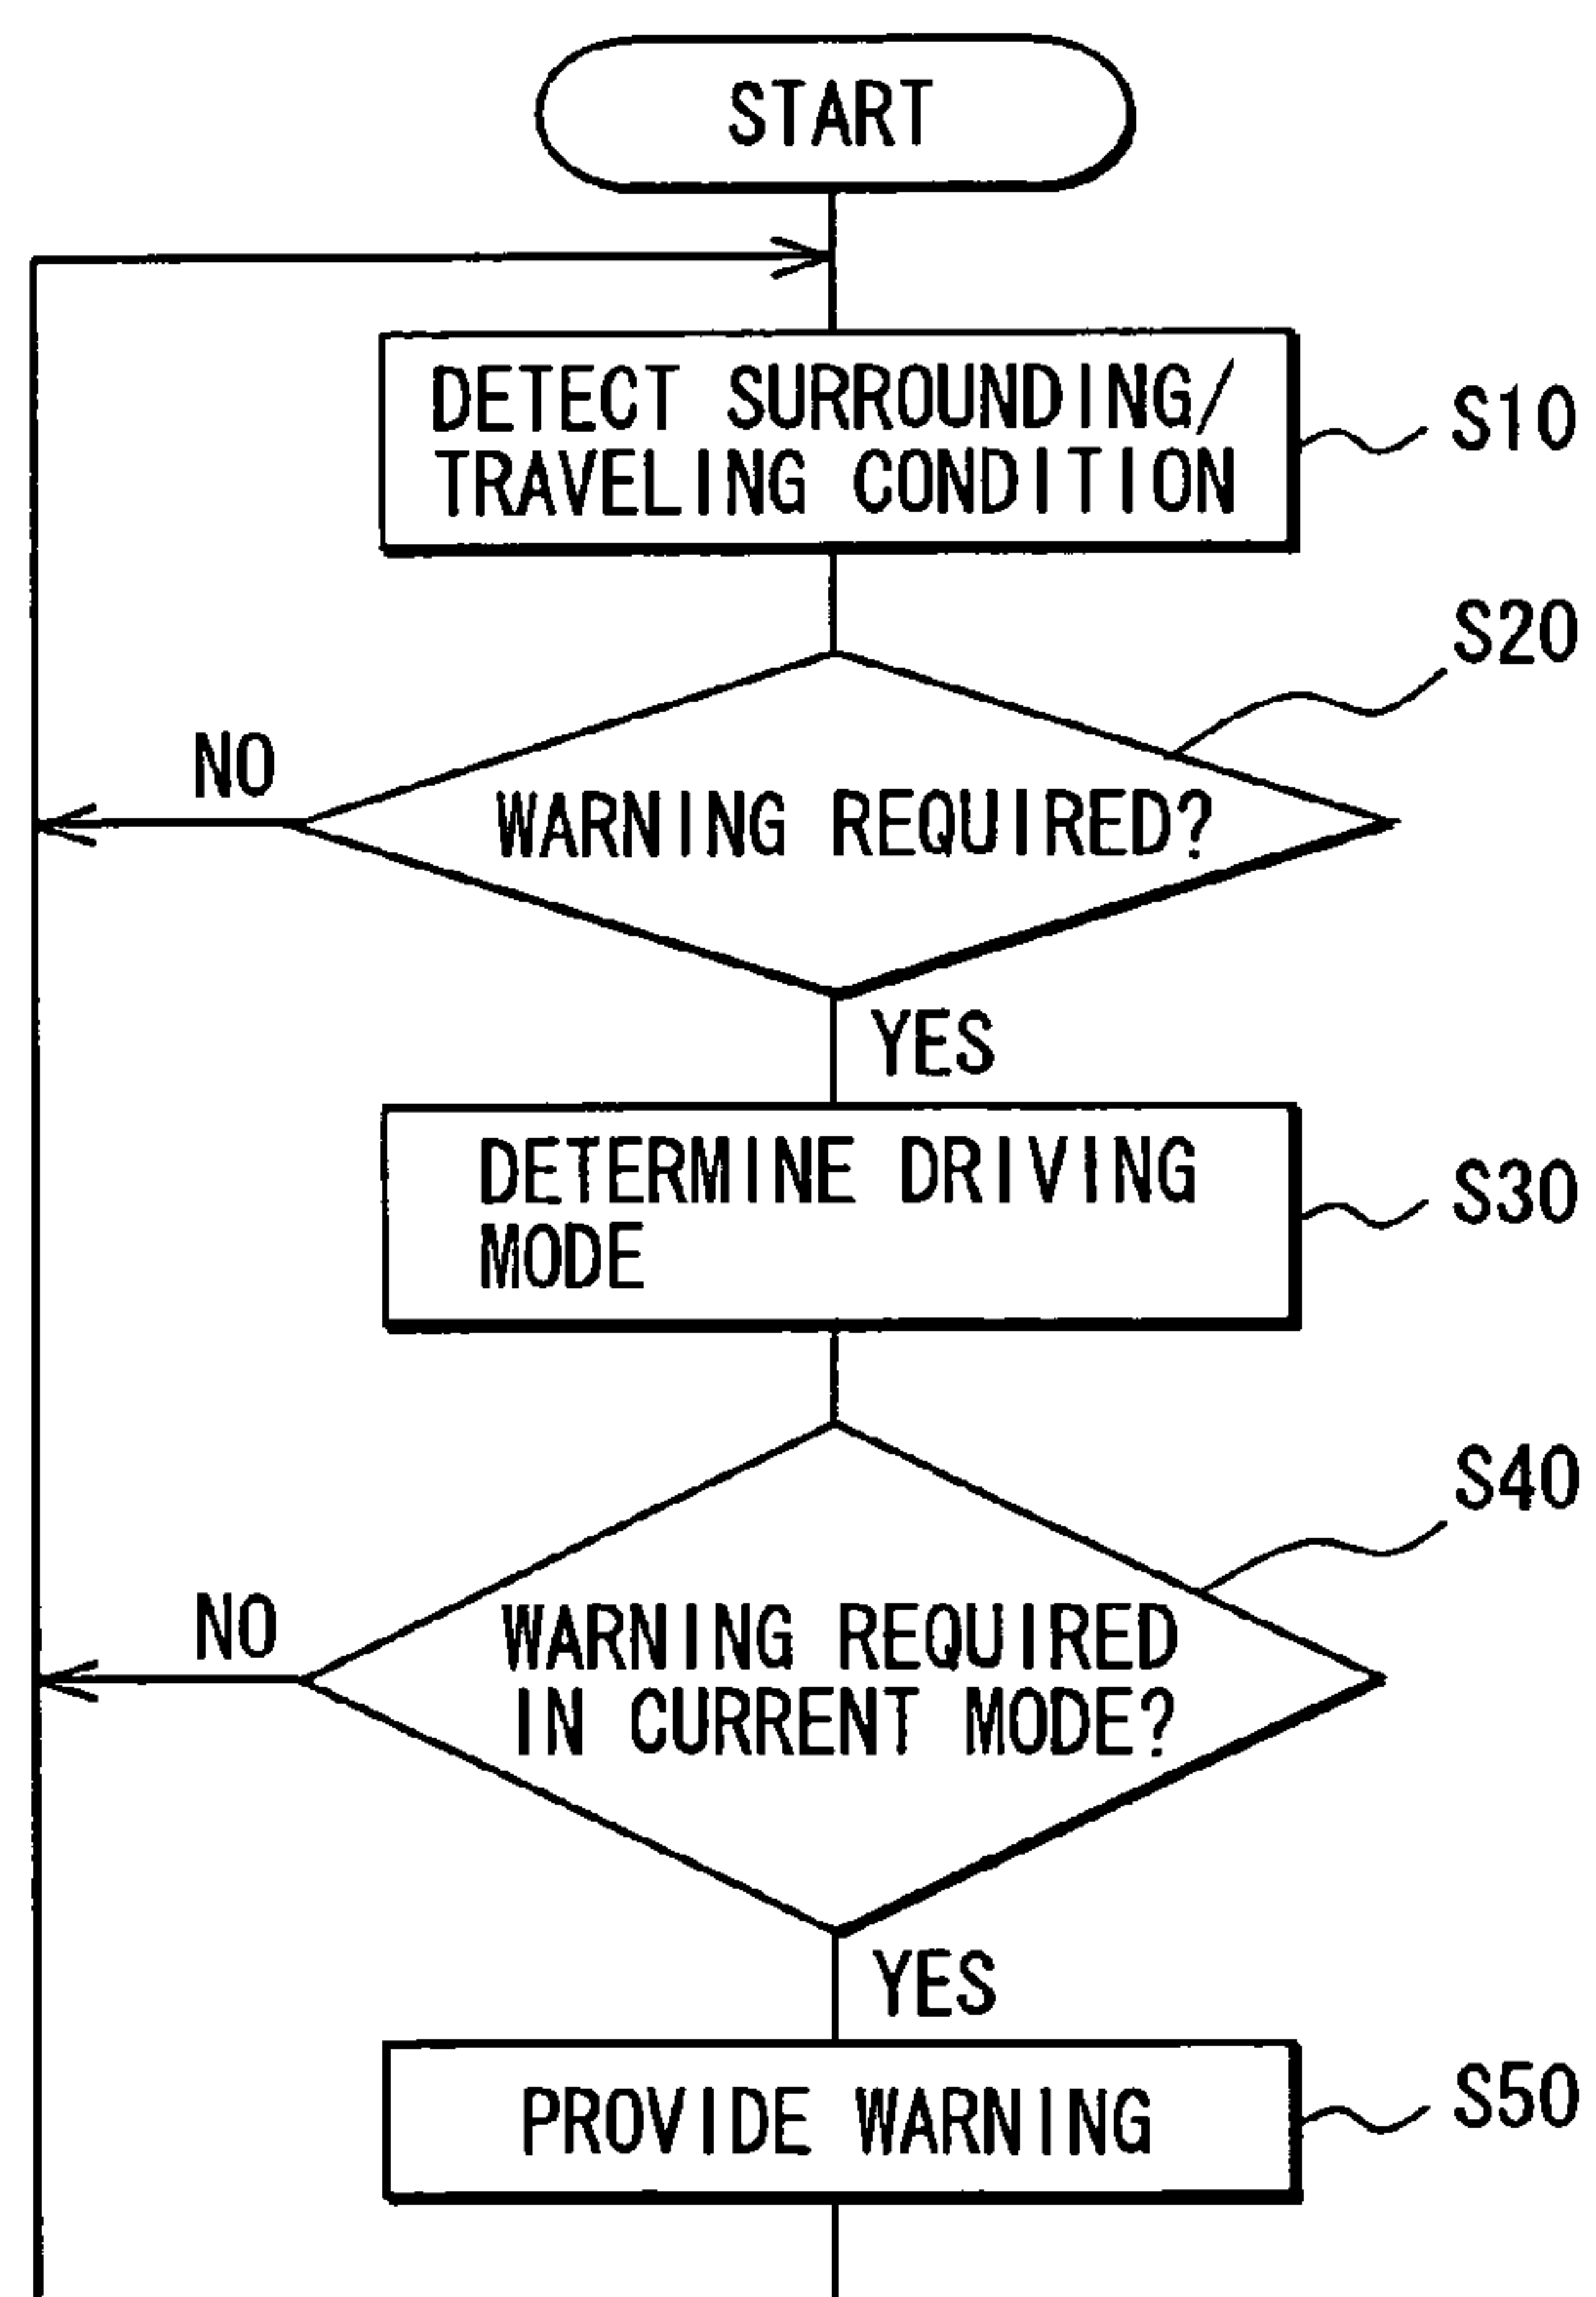 START
DETECT SURROUNDING/
TRAVELING CONDITION
S10
S20
NO
WARNING REQUIRED?
YES
DETERMINE DRIVING
MODE
S30
S40
NO
WARNING REQUIRED
IN CURRENT MODE?
YES
PROVIDE WARNING
S50